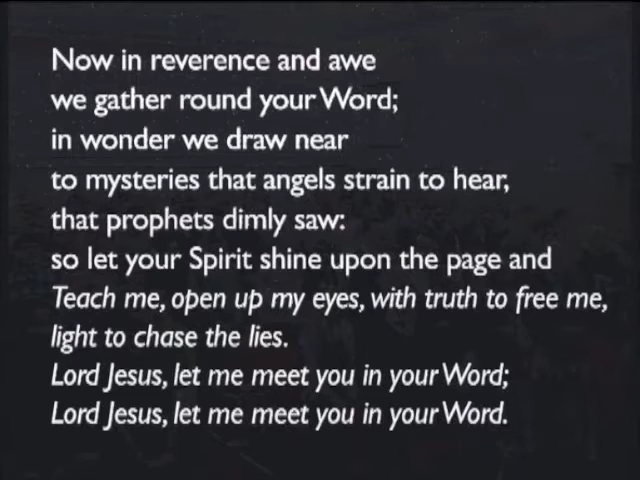 Now in reverence and awe
we gather round your Word;
in wonder we draw near
to mysteries that angels strain to hear,
that prophets dimly saw:
so let your Spirit shine upon the page and
Teach me, open up my eyes, with truth to free me,
light to chase the lies.
Lord Jesus, let me meet you in your Word;
Lord Jesus, let me meet you in your Word.